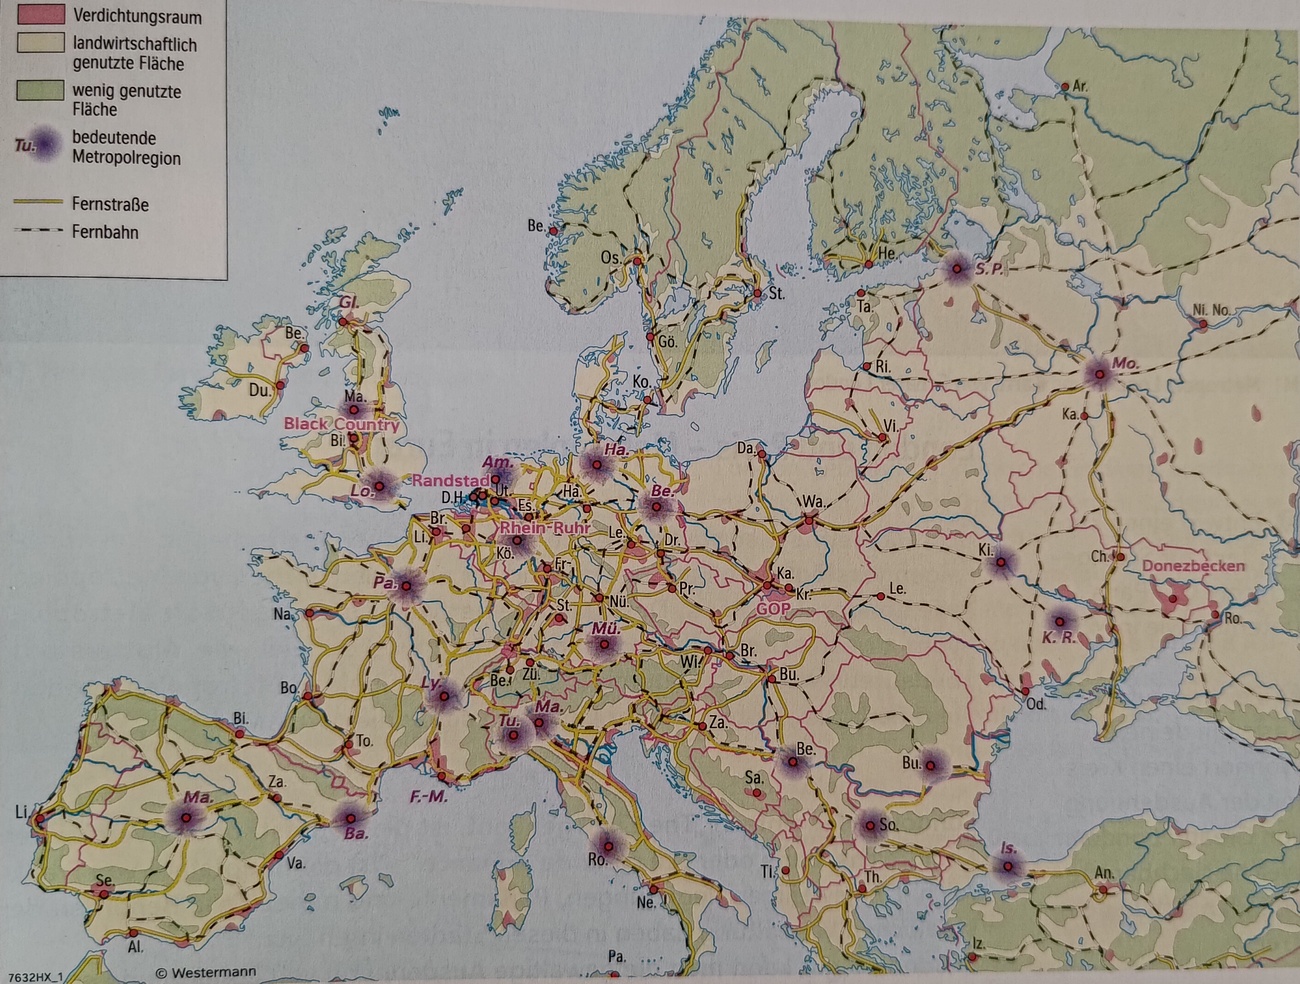 Verdichtungsraum
landwirtschaftlich
genutzte Fläche
wenig genutzte
Fläche
Tu.
bedeutende
Metropolregion
Fernstraße
Fernbahn
Ar.
Be.
Os.
He.
S.P.
St.
Ta.
Ni. No.
Gl.
Be.
Gö.
Ri.
Mo.
Du.
Ko.
Ma.
Ka.
Black Country
Vi.
Bi.
Ha.
Da.
Am.
Randstad
Lo.
D.H.
Ut.
Ha.
Be.
Wa.
Es.
Br.
Rhein-Ruhr
Li.
Kö.
Le.
Dr.
Ki.
Ch.
Donezbecken
Pa.
Fr.
Ka.
Pr.
Kr.
Le.
GOP
Na.
St.
Nü.
K. R.
Ro.
Mü.
Wi.
Br.
Be.
Zü.
Bu.
Ly.
Bo.
Od.
Tu.
Ma.
Bi.
Za.
To.
Be.
Bu.
Sa.
Za.
F.-M.
Li.
Ma.
Ba.
So.
Ro.
Is.
Va.
Ti.
Th.
An.
Se.
Ne.
Al.
Iz.
Pa.
7632HX_1
© Westermann